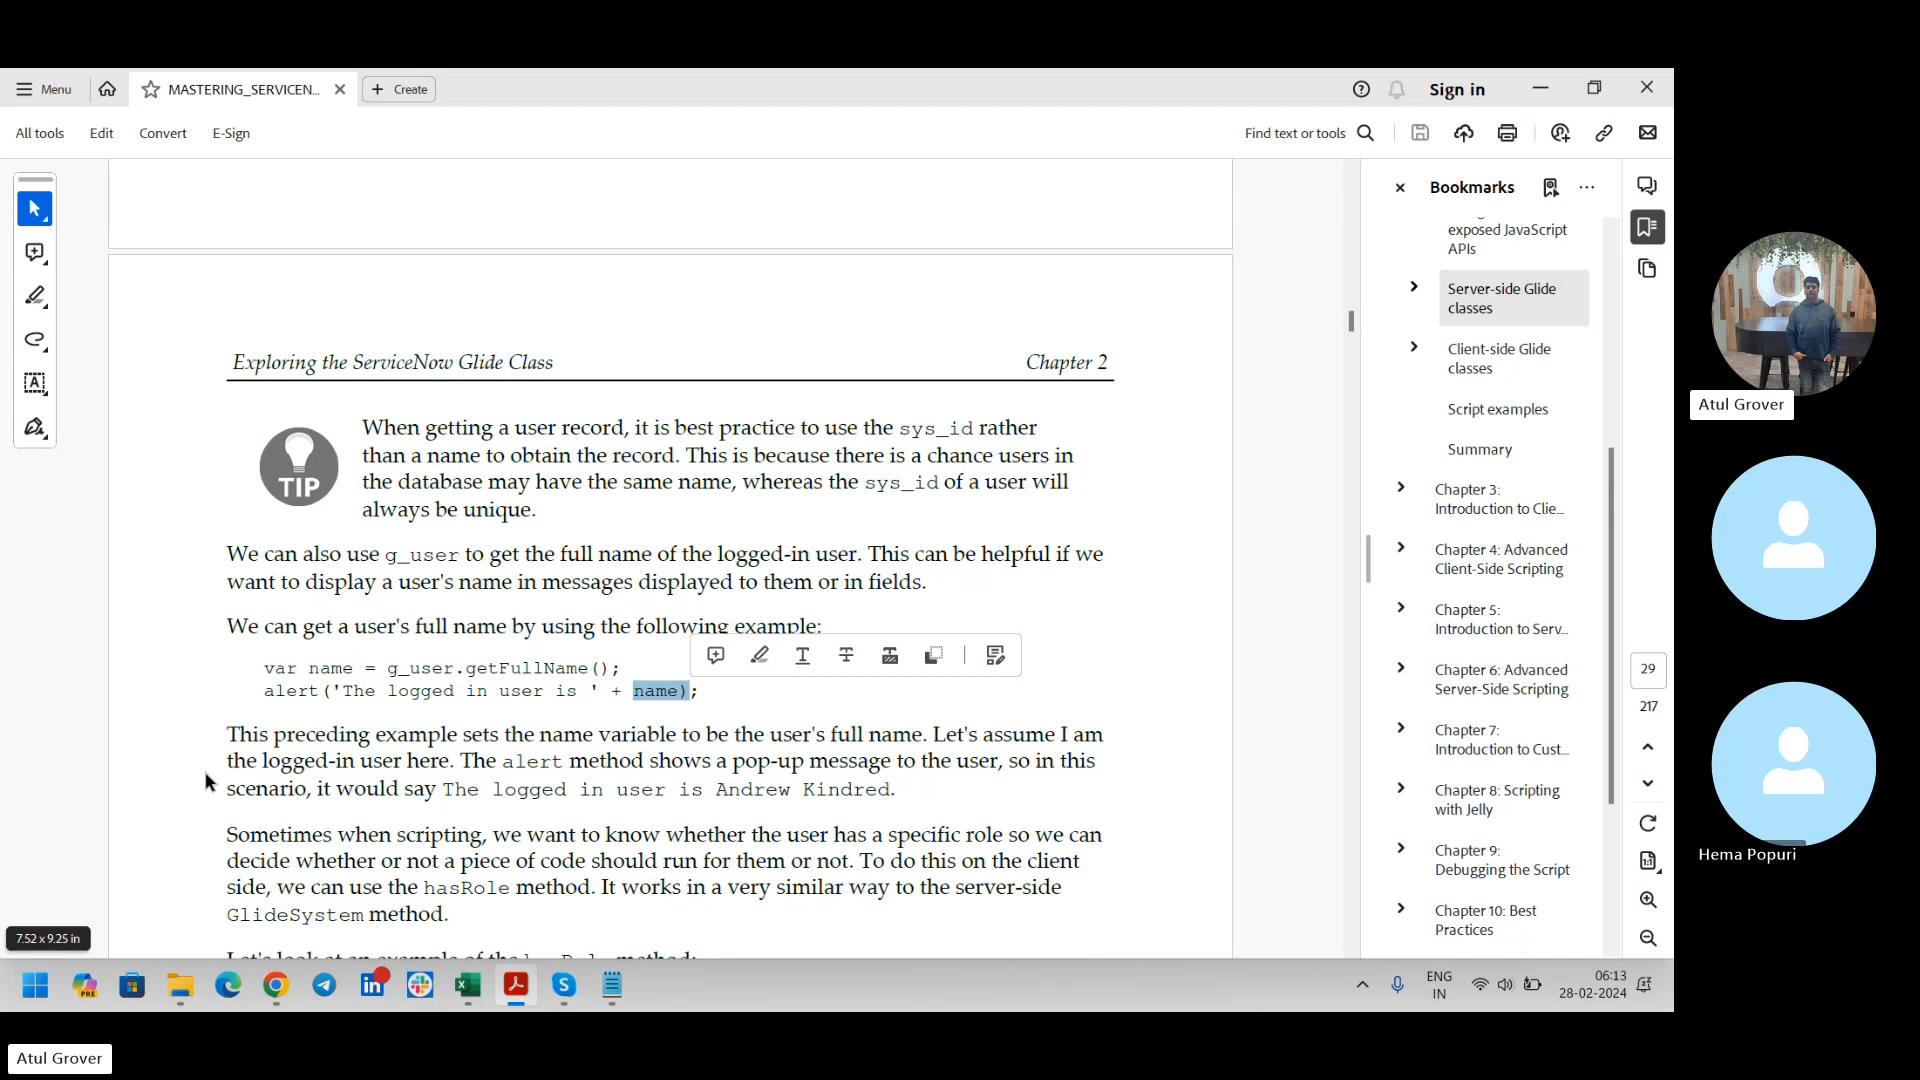 Menu
MASTERING_SERVICEN...
Create
Sign in
All tools
Edit
Convert
E-Sign
Find text or tools
Exploring the ServiceNow Glide Class
Chapter 2
TIP
When getting a user record, it is best practice to use the sys_id rather
than a name to obtain the record. This is because there is a chance users in
the database may have the same name, whereas the sys_id of a user will
always be unique.
We can also use g_user to get the full name of the logged-in user. This can be helpful if we
want to display a user's name in messages displayed to them or in fields.
We can get a user's full name by using the following example:
var name = g_user.getFullName();
alert('The logged in user is ' + name);
This preceding example sets the name variable to be the user's full name. Let's assume I am
the logged-in user here. The alert method shows a pop-up message to the user, so in this
scenario, it would say The logged in user is Andrew Kindred.
Sometimes when scripting, we want to know whether the user has a specific role so we can
decide whether or not a piece of code should run for them or not. To do this on the client
side, we can use the hasRole method. It works in a very similar way to the server-side
GlideSystem method.
Let's look at an example of the hasRole method:
7.52 x 9.25 in
Bookmarks
exposed JavaScript
APIs
Server-side Glide
classes
Client-side Glide
classes
Script examples
Summary
Chapter 3:
Introduction to Clie...
Chapter 4: Advanced
Client-Side Scripting
Chapter 5:
Introduction to Serv...
Chapter 6: Advanced
Server-Side Scripting
Chapter 7:
Introduction to Cust...
Chapter 8: Scripting
with Jelly
Chapter 9:
Debugging the Script
Chapter 10: Best
Practices
29
217
ENG
IN
06:13
28-02-2024
Atul Grover
Hema Popuri
Atul Grover